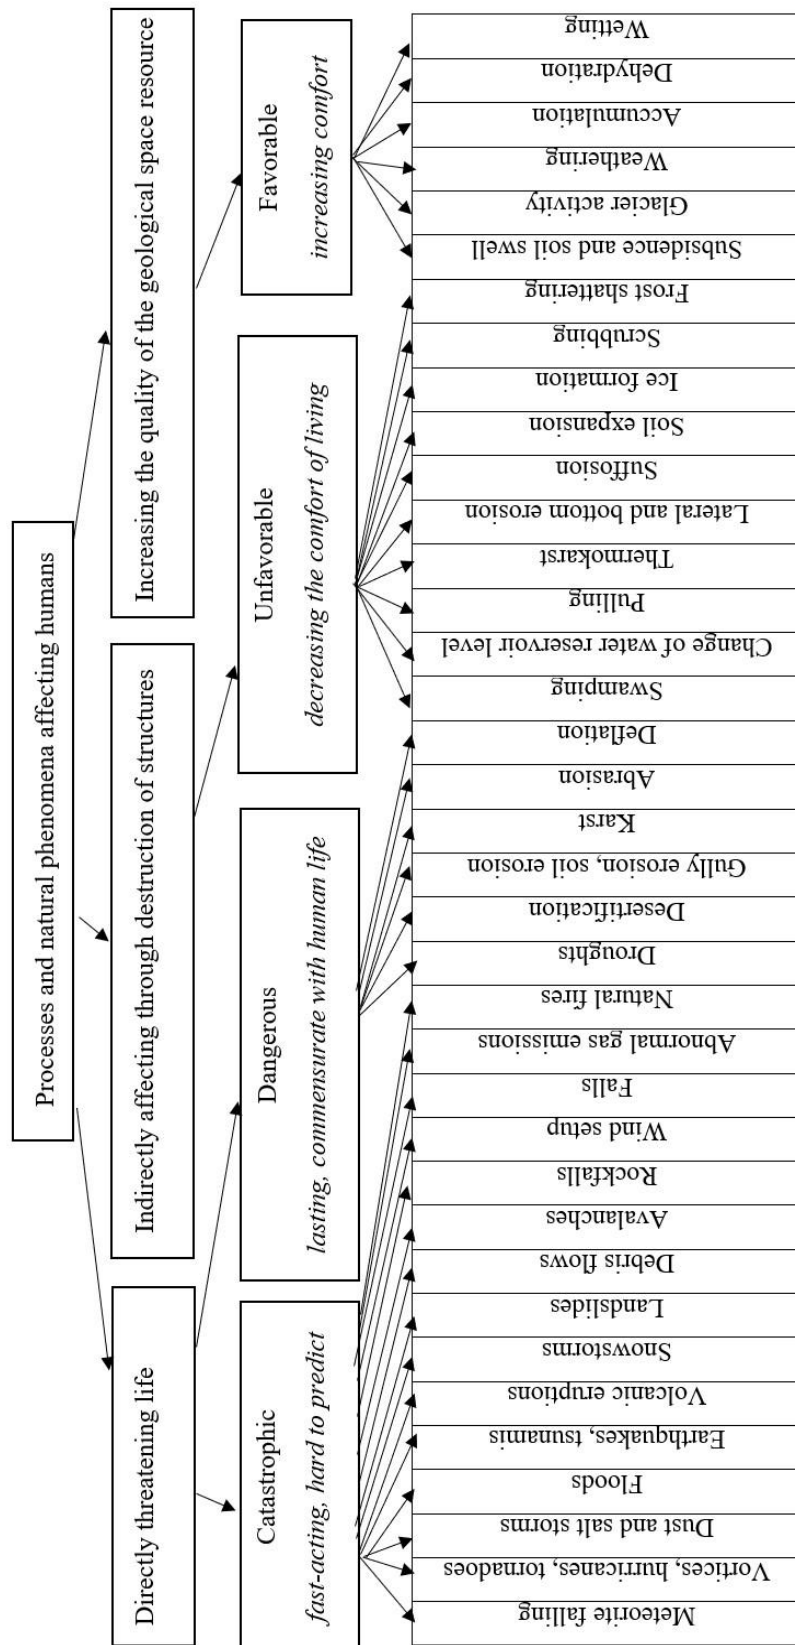 Processes and natural phenomena affecting humans
Directly threatening life
Indirectly affecting through destruction of structures
Increasing the quality of the geological space resource
Catastrophic
fast-acting, hard to predict
Dangerous
lasting, commensurate with human life
Unfavorable
decreasing the comfort of living
Favorable
increasing comfort
Meteorite falling
Vortices, hurricanes, tornadoes
Dust and salt storms
Floods
Earthquakes, tsunamis
Volcanic eruptions
Snowstorms
Landslides
Debris flows
Avalanches
Rockfalls
Wind setup
Falls
Abnormal gas emissions
Natural fires
Droughts
Desertification
Gully erosion, soil erosion
Karst
Abrasion
Deflation
Swamping
Change of water reservoir level
Pulling
Thermokarst
Lateral and bottom erosion
Suffosion
Soil expansion
Ice formation
Scrubbing
Frost shattering
Subsidence and soil swell
Glacier activity
Weathering
Accumulation
Dehydration
Wetting